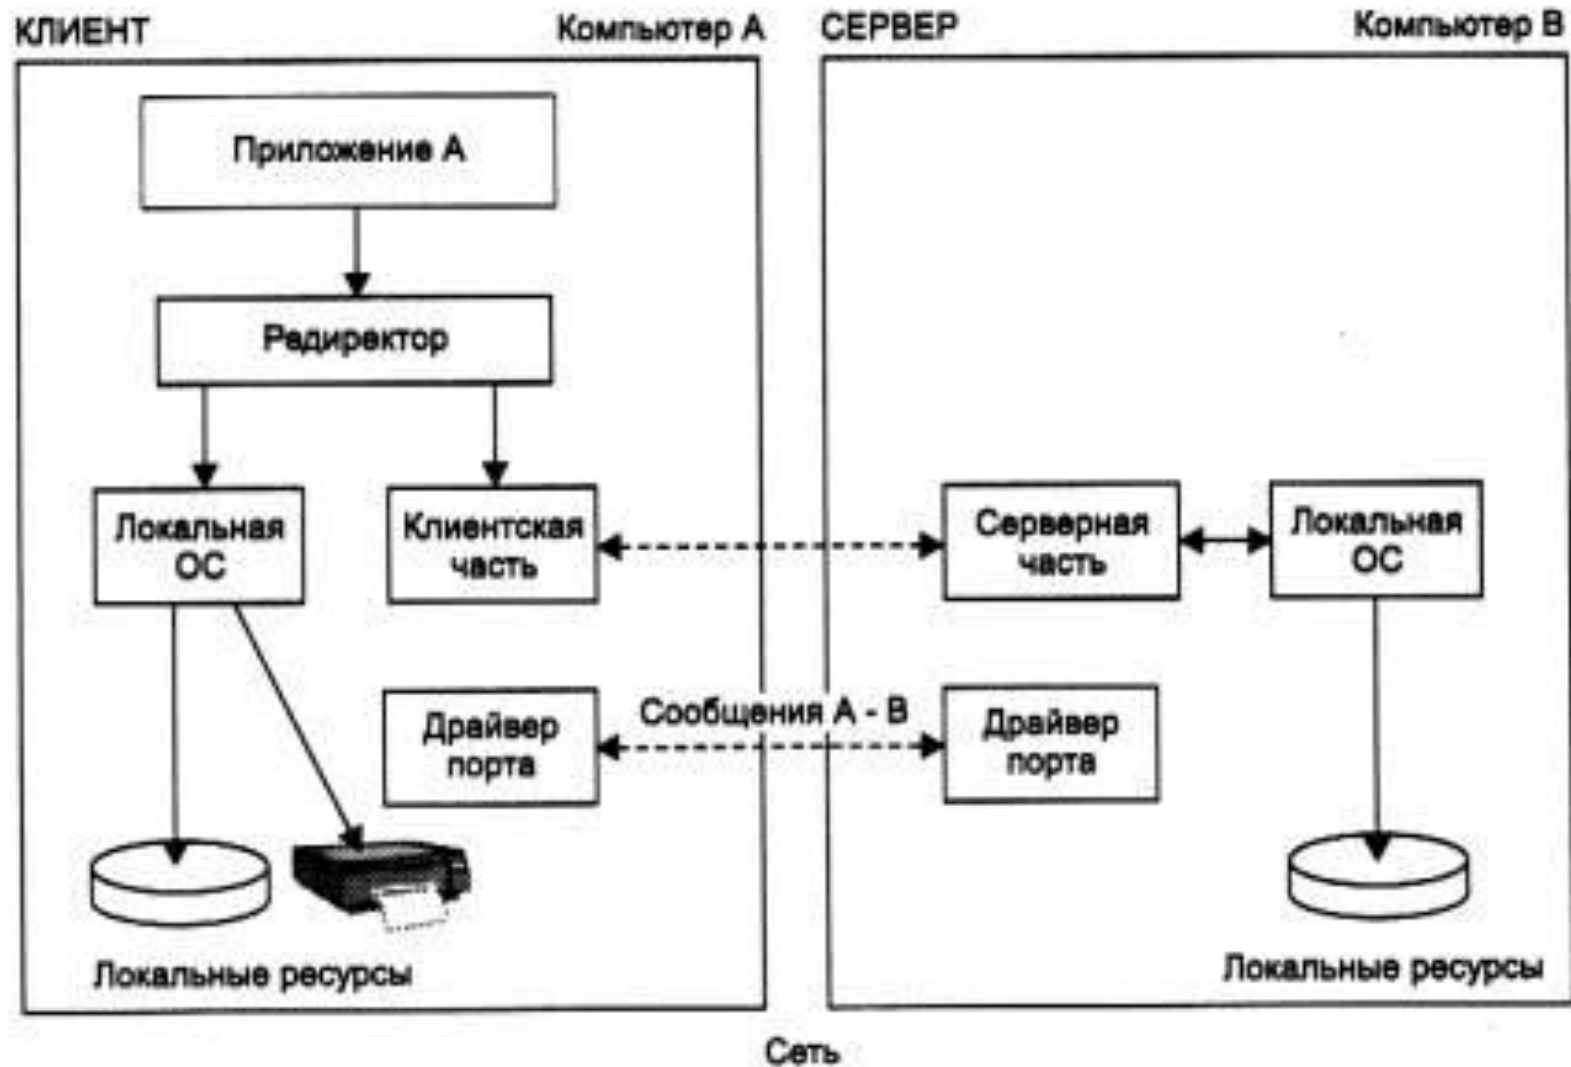 КЛИЕНТ
Компьютер А
СЕРВЕР
Компьютер В
Приложение А
Радиректор
Локальная
ОС
Клиентская
часть
Серверная
часть
Локальная
ОС
Драйвер
порта
Сообщения А - В
Драйвер
порта
Локальные ресурсы
Локальные ресурсы
Сеть